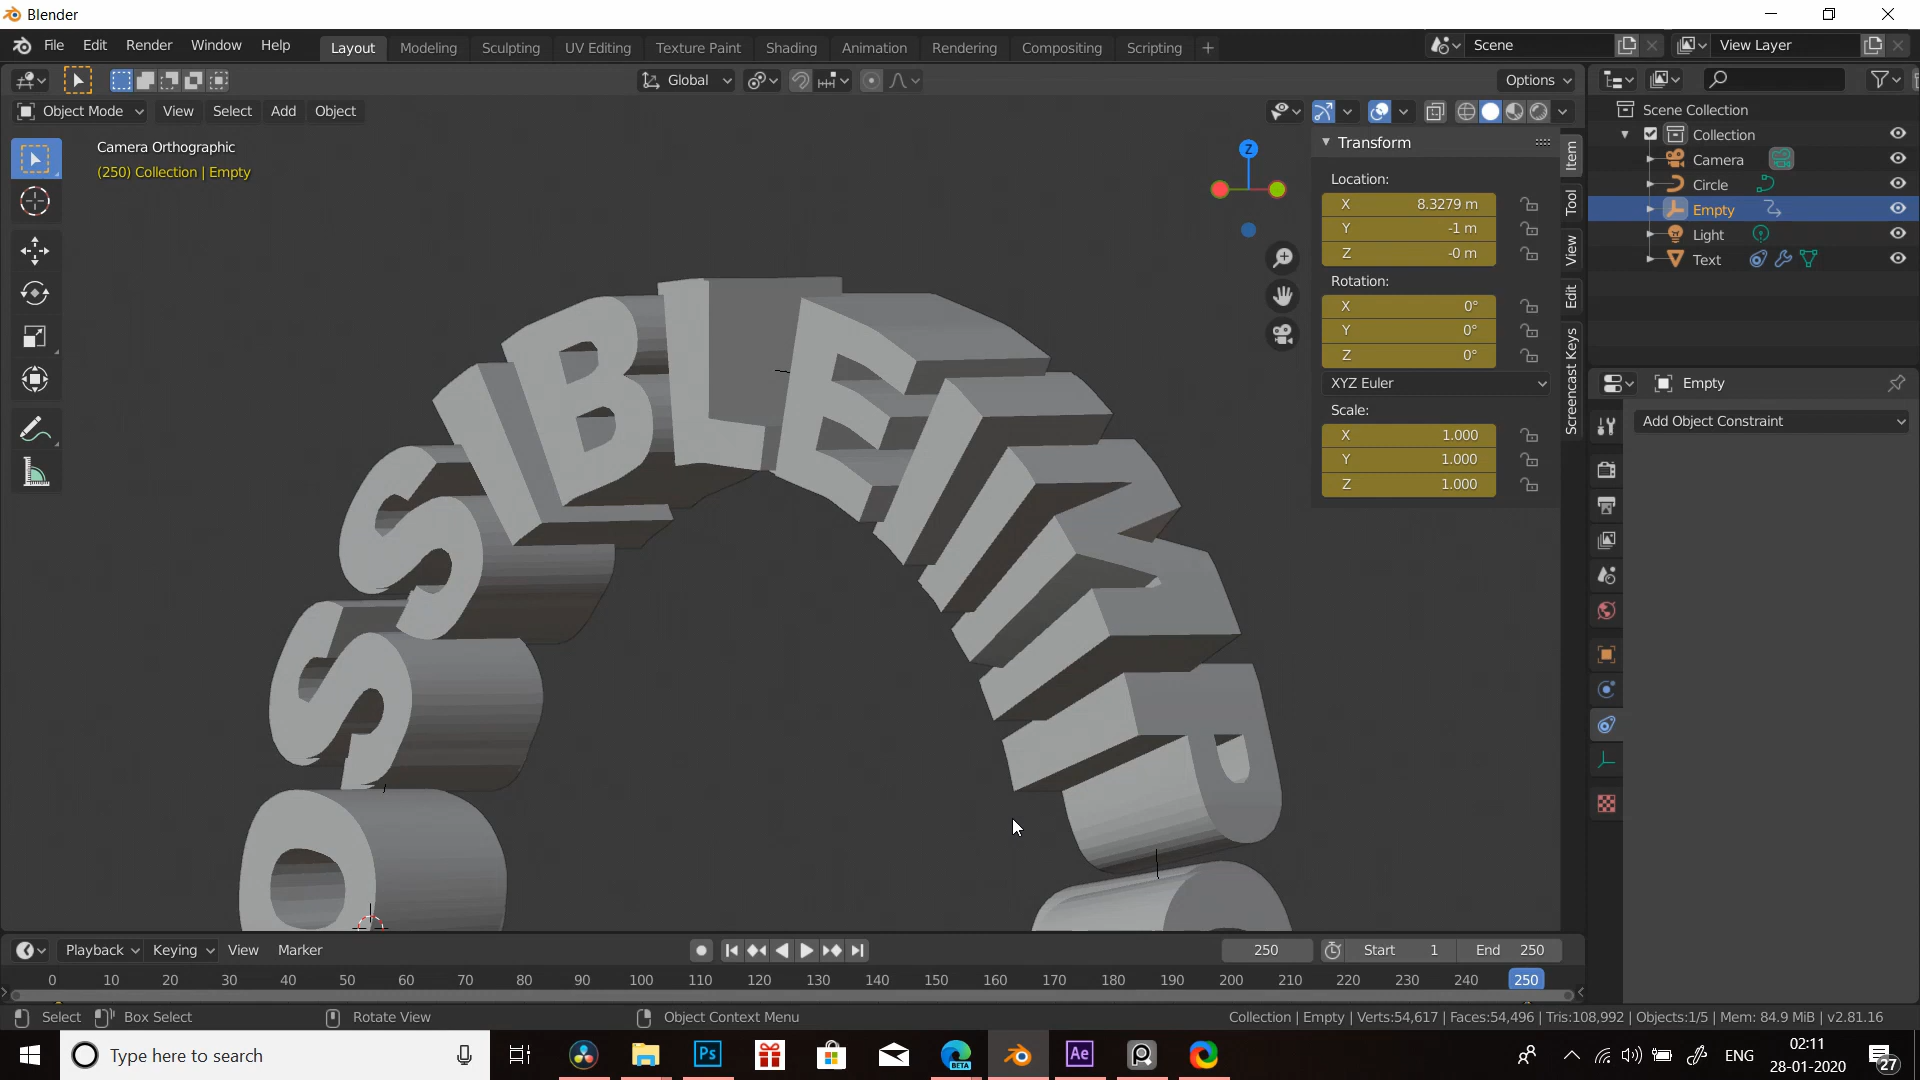 Blender
File Edit Render Window Help Layout Modeling Sculpting UV Editing Texture Paint Shading Animation Rendering Compositing Scripting + Scene View Layer
Global Options
Object Mode View Select Add Object
Camera Orthographic
(250) Collection | Empty
Z
Transform
Location:
X 8.3279 m
Y -1 m
Z -0 m
Rotation:
X 0°
Y 0°
Z 0°
XYZ Euler
Scale:
X 1.000
Y 1.000
Z 1.000
Item
Tool
View
Edit
Screencast Keys
Scene Collection
Collection
Camera
Circle
Empty
Light
Text
Empty
Add Object Constraint
OSSIBLE IMP
Playback Keying View Marker 250 Start 1 End 250
0 10 20 30 40 50 60 70 80 90 100 110 120 130 140 150 160 170 180 190 200 210 220 230 240 250
Select Box Select Rotate View Object Context Menu Collection | Empty | Verts:54,617 | Faces:54,496 | Tris:108,992 | Objects:1/5 | Mem: 84.9 MiB | v2.81.16
Type here to search Ps BETA Ae ENG 02:11
28-01-2020 27